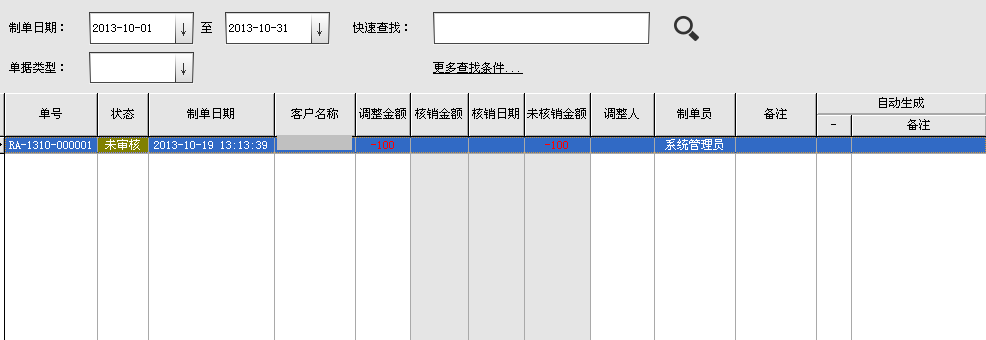 制单日期： 2013-10-01 ↓ 至 2013-10-31 ↓ 快速查找：
单据类型： ↓ 更多查找条件...
单号 状态 制单日期 客户名称 调整金额 核销金额 核销日期 未核销金额 调整人 制单员 备注 自动生成
- 备注
RA-1310-000001 未审核 2013-10-19 13:13:39 -100 -100 系统管理员